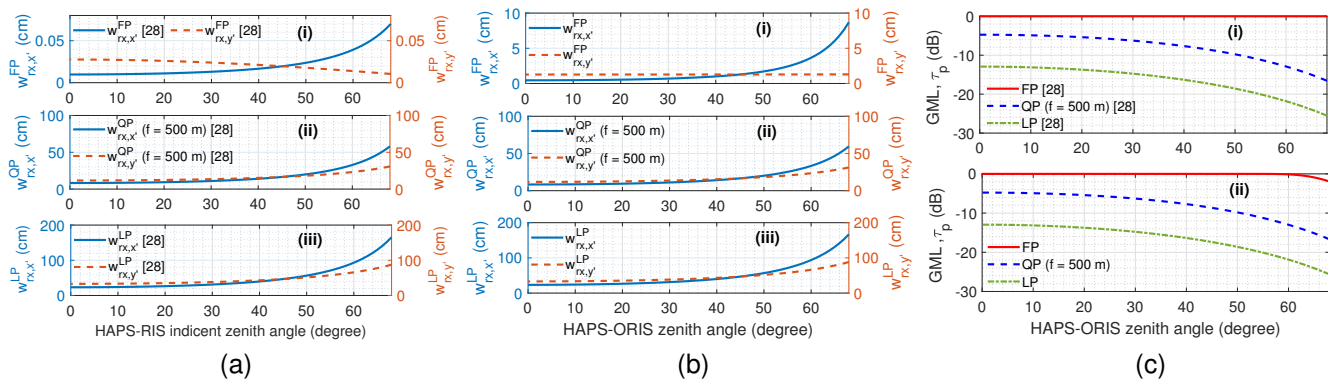 0.05
0
w^FP_rx,x' (cm)
w^FP_rx,x' [28]
w^FP_rx,y' [28]
(i)
0.05
0
w^FP_rx,y' (cm)
0 10 20 30 40 50 60
100
50
0
w^QP_rx,x' (cm)
w^QP_rx,x' (f = 500 m) [28]
w^QP_rx,y' (f = 500 m) [28]
(ii)
100
50
0
w^QP_rx,y' (cm)
0 10 20 30 40 50 60
200
100
0
w^LP_rx,x' (cm)
w^LP_rx,x' [28]
w^LP_rx,y' [28]
(iii)
200
100
0
w^LP_rx,y' (cm)
0 10 20 30 40 50 60
HAPS-RIS indicent zenith angle (degree)
(a)
10
5
0
w^FP_rx,x' (cm)
w^FP_rx,x'
w^FP_rx,y'
(i)
10
5
0
w^FP_rx,y' (cm)
0 10 20 30 40 50 60
100
50
0
w^QP_rx,x' (cm)
w^QP_rx,x' (f = 500 m)
w^QP_rx,y' (f = 500 m)
(ii)
100
50
0
w^QP_rx,y' (cm)
0 10 20 30 40 50 60
200
100
0
w^LP_rx,x' (cm)
w^LP_rx,x'
w^LP_rx,y'
(iii)
200
100
0
w^LP_rx,y' (cm)
0 10 20 30 40 50 60
HAPS-ORIS zenith angle (degree)
(b)
0
-10
-20
-30
GML, τ_p (dB)
(i)
FP [28]
QP (f = 500 m) [28]
LP [28]
0 20 40 60
0
-10
-20
-30
GML ,τ_p (dB)
(ii)
FP
QP (f = 500 m)
LP
0 10 20 30 40 50 60
HAPS-ORIS zenith angle (degree)
(c)